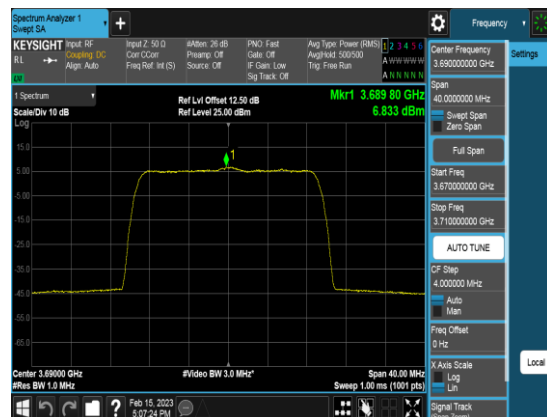 Spectrum Analyzer 1
Swept SA
+
Frequency
KEYSIGHT
Input: RF
Coupling: DC
Align: Auto
RL
LV
Input Z: 50 Ω
Corr CCorr
Freq Ref: Int (S)
#Atten: 26 dB
Preamp: Off
Source: Off
PNO: Fast
Gate: Off
IF Gain: Low
Sig Track: Off
Avg Type: Power (RMS)
Avg|Hold: 500/500
Trig: Free Run
1 2 3 4 5 6
A W W W W W
A N N N N N
1 Spectrum
Scale/Div 10 dB
Log
Ref Lvl Offset 12.50 dB
Ref Level 25.00 dBm
Mkr1 3.689 80 GHz
6.833 dBm
15.0
5.00
-5.00
-15.0
-25.0
-35.0
-45.0
-55.0
-65.0
1
Center 3.69000 GHz
#Res BW 1.0 MHz
#Video BW 3.0 MHz*
Span 40.00 MHz
Sweep 1.00 ms (1001 pts)
Center Frequency
3.690000000 GHz
Span
40.0000000 MHz
Swept Span
Zero Span
Full Span
Start Freq
3.670000000 GHz
Stop Freq
3.710000000 GHz
AUTO TUNE
CF Step
4.000000 MHz
Auto
Man
Freq Offset
0 Hz
X Axis Scale
Log
Lin
Signal Track
Settings
Local
?
Feb 15, 2023
5:07:24 PM